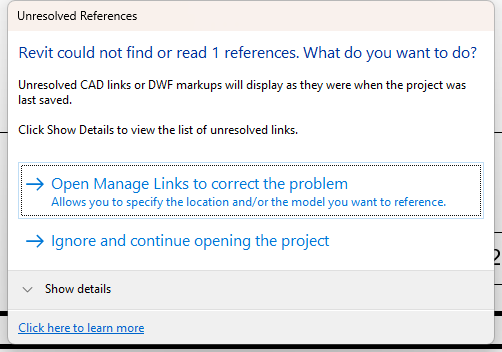 Unresolved References
Revit could not find or read 1 references. What do you want to do?
Unresolved CAD links or DWF markups will display as they were when the project was
last saved.
Click Show Details to view the list of unresolved links.
Open Manage Links to correct the problem
Allows you to specify the location and/or the model you want to reference.
Ignore and continue opening the project
2
Show details
Click here to learn more